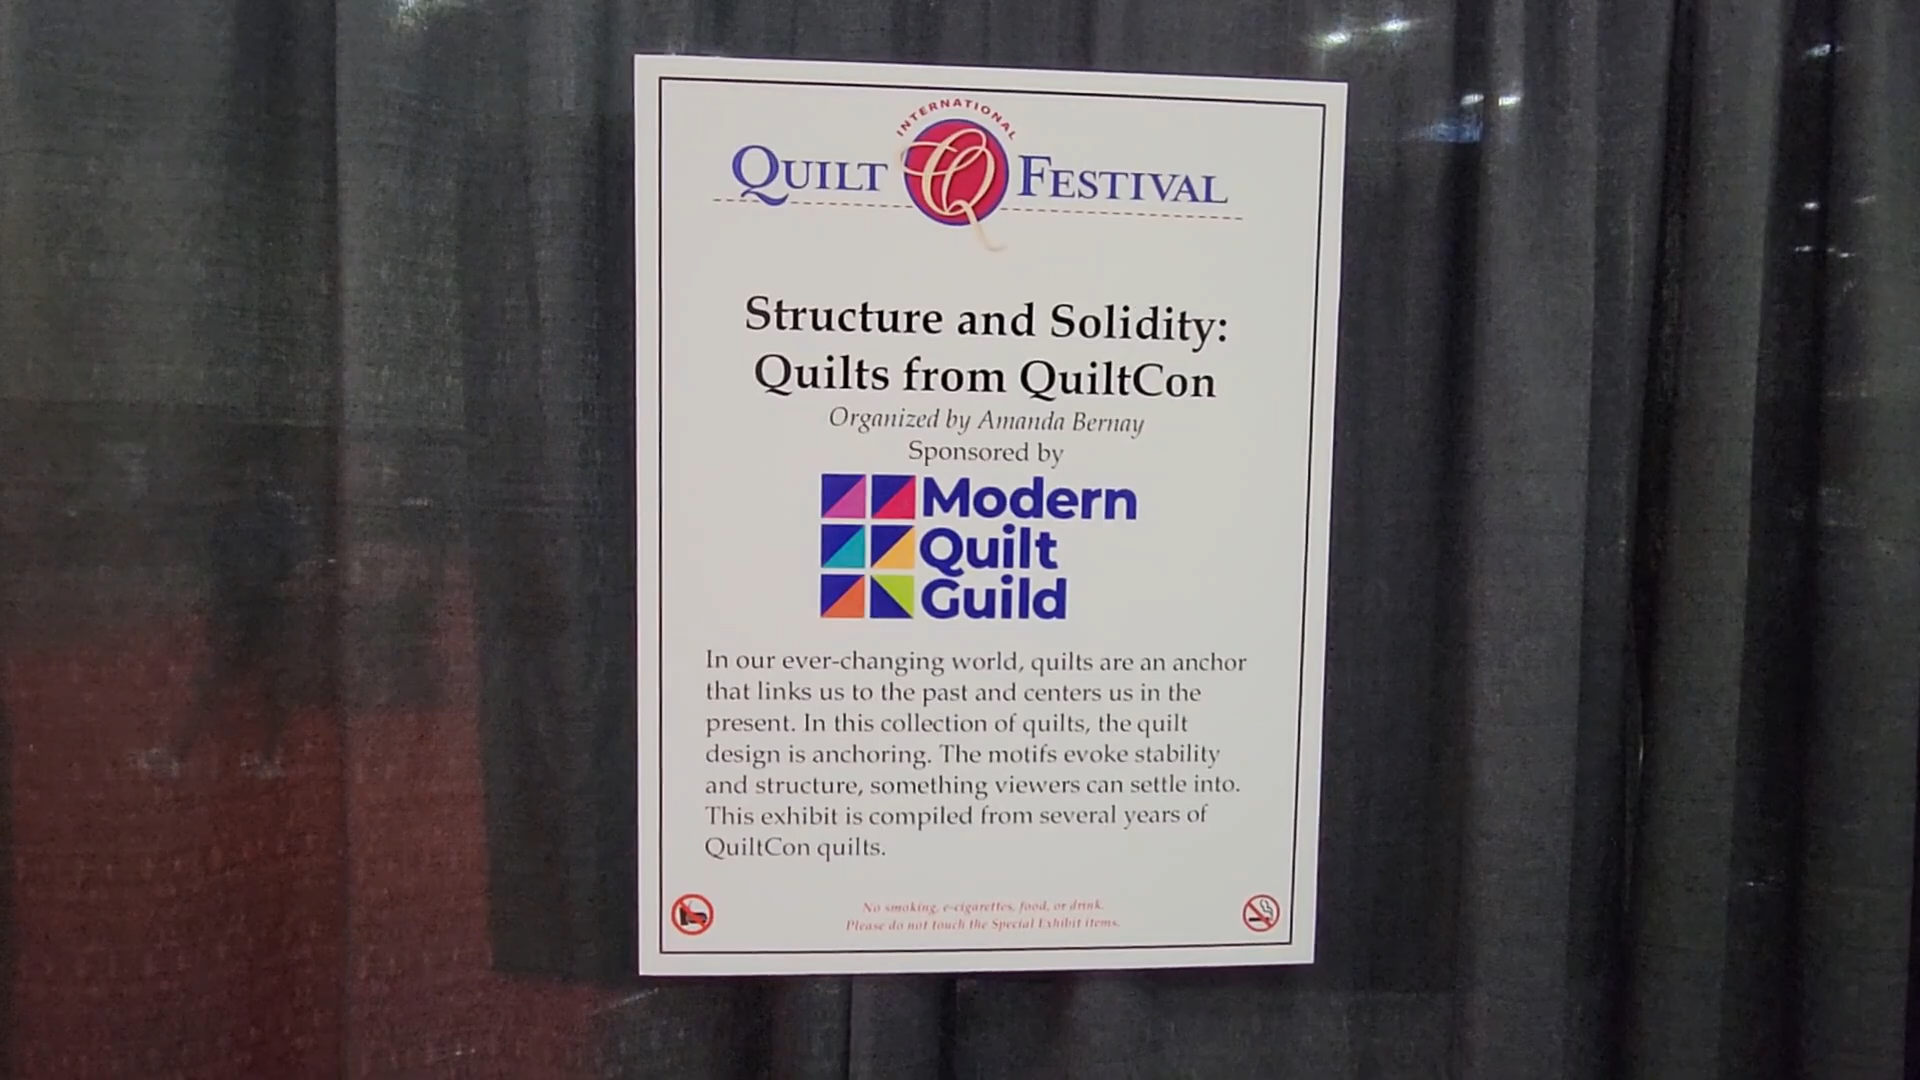 INTERNATIONAL
QUILT Q FESTIVAL
Structure and Solidity:
Quilts from QuiltCon
Organized by Amanda Bernay
Sponsored by
Modern
Quilt
Guild
In our ever-changing world, quilts are an anchor
that links us to the past and centers us in the
present. In this collection of quilts, the quilt
design is anchoring. The motifs evoke stability
and structure, something viewers can settle into.
This exhibit is compiled from several years of
QuiltCon quilts.
No smoking, e-cigarettes, food, or drink.
Please do not touch the Special Exhibit items.